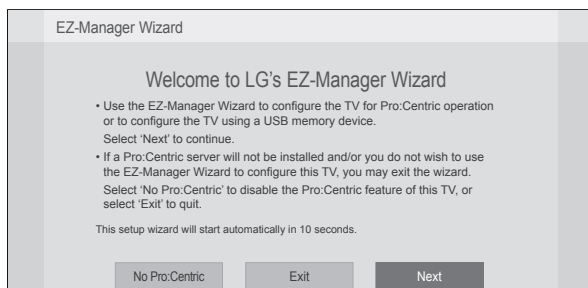 EZ-Manager Wizard
Welcome to LG's EZ-Manager Wizard
• Use the EZ-Manager Wizard to configure the TV for Pro:Centric operation
or to configure the TV using a USB memory device.
Select 'Next' to continue.
• If a Pro:Centric server will not be installed and/or you do not wish to use
the EZ-Manager Wizard to configure this TV, you may exit the wizard.
Select 'No Pro:Centric' to disable the Pro:Centric feature of this TV, or
select 'Exit' to quit.
This setup wizard will start automatically in 10 seconds.
No Pro:Centric Exit Next